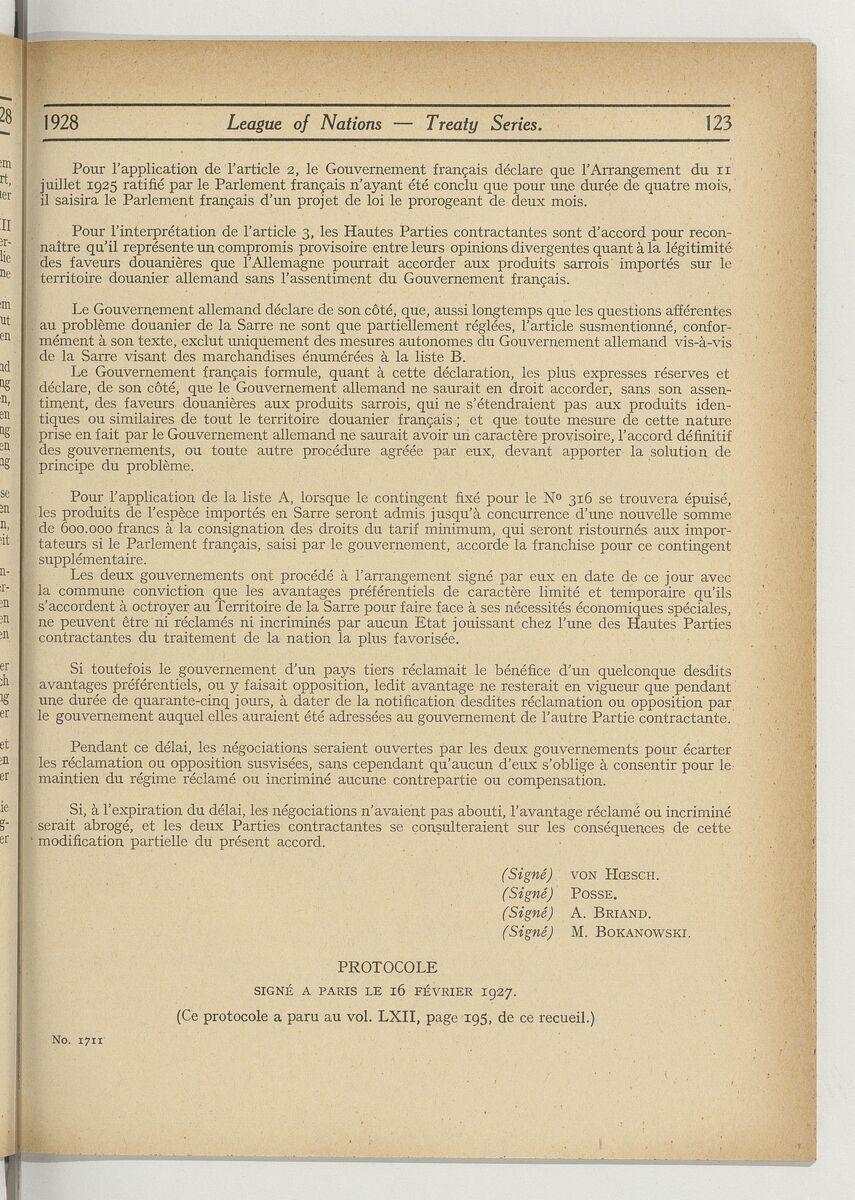 1928 League of Nations — Treaty Series. 123
Pour l'application de l'article 2, le Gouvernement français déclare que l'Arrangement du 11
juillet 1925 ratifié par le Parlement français n'ayant été conclu que pour une durée de quatre mois,
il saisira le Parlement français d'un projet de loi le prorogeant de deux mois.
Pour l'interprétation de l'article 3, les Hautes Parties contractantes sont d'accord pour recon-
naître qu'il représente un compromis provisoire entre leurs opinions divergentes quant à la légitimité
des faveurs douanières que l'Allemagne pourrait accorder aux produits sarrois importés sur le
territoire douanier allemand sans l'assentiment du Gouvernement français.
Le Gouvernement allemand déclare de son côté, que, aussi longtemps que les questions afférentes
au problème douanier de la Sarre ne sont que partiellement réglées, l'article susmentionné, confor-
mément à son texte, exclut uniquement des mesures autonomes du Gouvernement allemand vis-à-vis
de la Sarre visant des marchandises énumérées à la liste B.
Le Gouvernement français formule, quant à cette déclaration, les plus expresses réserves et
déclare, de son côté, que le Gouvernement allemand ne saurait en droit accorder, sans son assen-
timent, des faveurs douanières aux produits sarrois, qui ne s'étendraient pas aux produits iden-
tiques ou similaires de tout le territoire douanier français ; et que toute mesure de cette nature
prise en fait par le Gouvernement allemand ne saurait avoir un caractère provisoire, l'accord définitif
des gouvernements, ou toute autre procédure agréée par eux, devant apporter la solution de
principe du problème.
Pour l'application de la liste A, lorsque le contingent fixé pour le No 316 se trouvera épuisé,
les produits de l'espèce importés en Sarre seront admis jusqu'à concurrence d'une nouvelle somme
de 600.000 francs à la consignation des droits du tarif minimum, qui seront ristournés aux impor-
tateurs si le Parlement français, saisi par le gouvernement, accorde la franchise pour ce contingent
supplémentaire.
Les deux gouvernements ont procédé à l'arrangement signé par eux en date de ce jour avec
la commune conviction que les avantages préférentiels de caractère limité et temporaire qu'ils
s'accordent à octroyer au Territoire de la Sarre pour faire face à ses nécessités économiques spéciales,
ne peuvent être ni réclamés ni incriminés par aucun Etat jouissant chez l'une des Hautes Parties
contractantes du traitement de la nation la plus favorisée.
Si toutefois le gouvernement d'un pays tiers réclamait le bénéfice d'un quelconque desdits
avantages préférentiels, ou y faisait opposition, ledit avantage ne resterait en vigueur que pendant
une durée de quarante-cinq jours, à dater de la notification desdites réclamation ou opposition par
le gouvernement auquel elles auraient été adressées au gouvernement de l'autre Partie contractante.
Pendant ce délai, les négociations seraient ouvertes par les deux gouvernements pour écarter
les réclamation ou opposition susvisées, sans cependant qu'aucun d'eux s'oblige à consentir pour le
maintien du régime réclamé ou incriminé aucune contrepartie ou compensation.
Si, à l'expiration du délai, les négociations n'avaient pas abouti, l'avantage réclamé ou incriminé
serait abrogé, et les deux Parties contractantes se consulteraient sur les conséquences de cette
modification partielle du présent accord.
(Signé) VON HŒSCH.
(Signé) POSSE.
(Signé) A. BRIAND.
(Signé) M. BOKANOWSKI.
PROTOCOLE
SIGNÉ A PARIS LE 16 FÉVRIER 1927.
(Ce protocole a paru au vol. LXII, page 195, de ce recueil.)
No. 1711